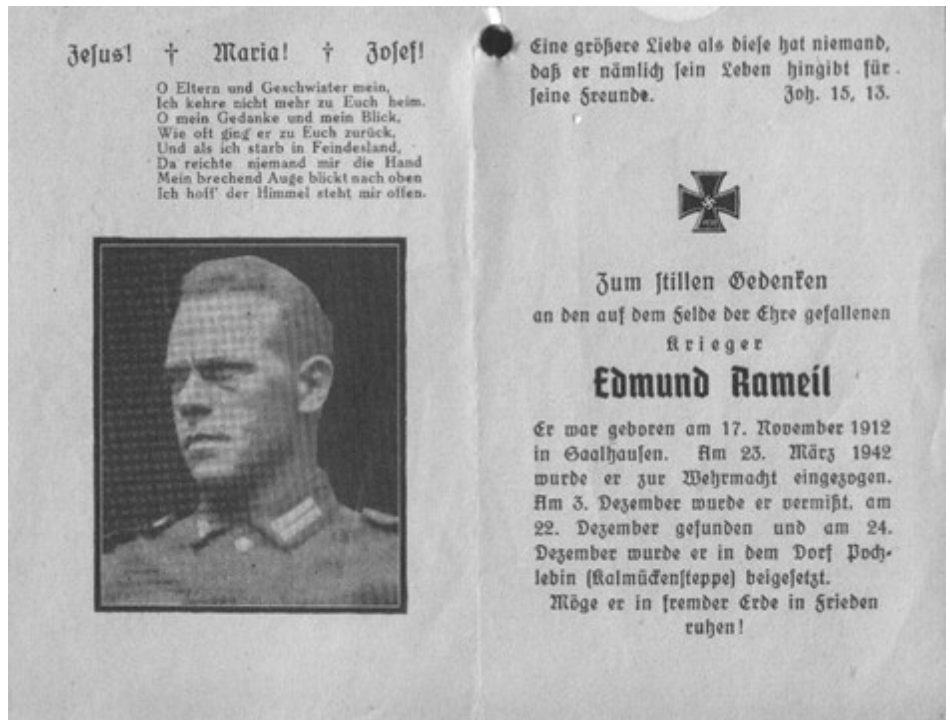 Jesus! † Maria! † Josef!
O Eltern und Geschwister mein,
Ich kehre nicht mehr zu Euch heim.
O mein Gedanke und mein Blick,
Wie oft ging er zu Euch zurück,
Und als ich starb in Feindesland,
Da reichte niemand mir die Hand
Mein brechend Auge blickt nach oben
Ich hoff' der Himmel steht mir offen.
Eine größere Liebe als diese hat niemand,
daß er nämlich sein Leben hingibt für
seine Freunde. Joh. 15, 13.
Zum stillen Gedenken
an den auf dem Felde der Ehre gefallenen
Krieger
Edmund Rameil
Er war geboren am 17. November 1912
in Saalhausen. Am 23. März 1942
wurde er zur Wehrmacht eingezogen.
Am 3. Dezember wurde er vermißt, am
22. Dezember gefunden und am 24.
Dezember wurde er in dem Dorf Poch-
lebin (Kalmückensteppe) beigesetzt.
Möge er in fremder Erde in Frieden
ruhen!